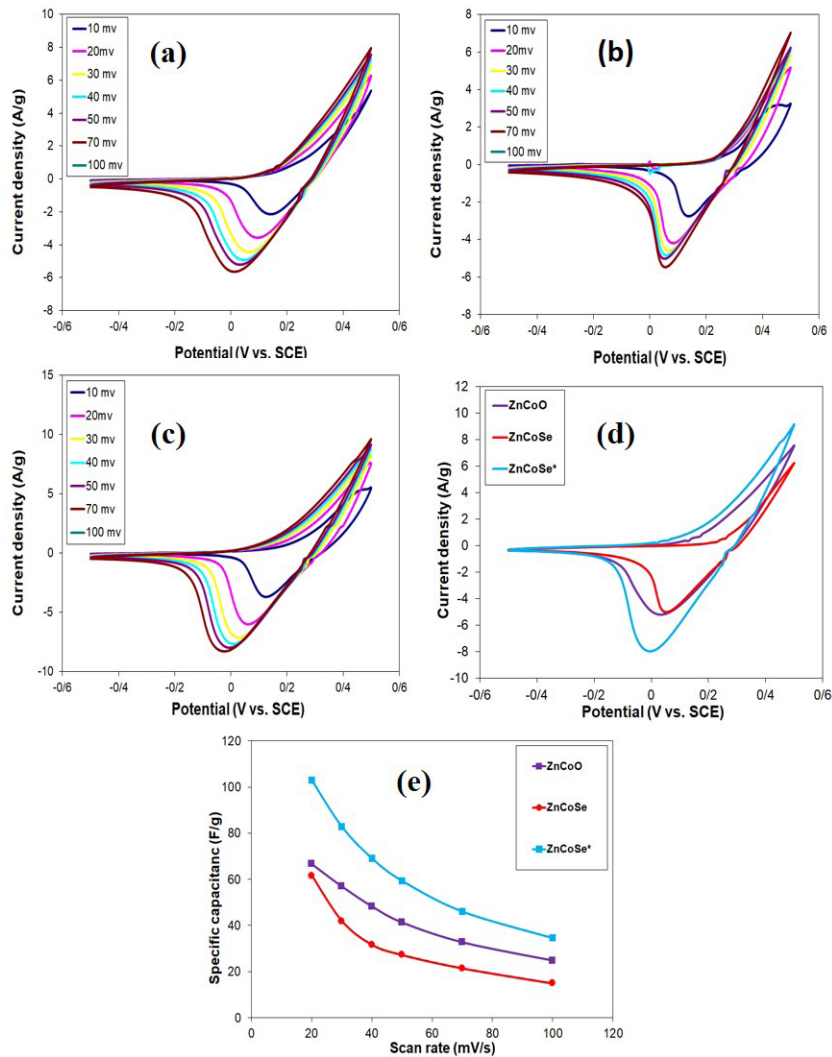 (a)
10 mv
20mv
30 mv
40 mv
50 mv
70 mv
100 mv
Current density (A/g)
10
8
6
4
2
0
-2
-4
-6
-8
-0/6 -0/4 -0/2 0 0/2 0/4 0/6
Potential (V vs. SCE)
(b)
10 mv
20mv
30 mv
40 mv
50 mv
70 mv
100 mv
Current density (A/g)
8
6
4
2
0
-2
-4
-6
-8
-0/6 -0/4 -0/2 0 0/2 0/4 0/6
Potential (V vs. SCE)
(c)
10 mv
20mv
30 mv
40 mv
50 mv
70 mv
100 mv
Current density (A/g)
15
10
5
0
-5
-10
-0/6 -0/4 -0/2 0 0/2 0/4 0/6
Potential (V vs. SCE)
(d)
ZnCoO
ZnCoSe
ZnCoSe*
Current density (A/g)
12
10
8
6
4
2
0
-2
-4
-6
-8
-10
-0/6 -0/4 -0/2 0 0/2 0/4 0/6
Potential (V vs. SCE)
(e)
ZnCoO
ZnCoSe
ZnCoSe*
Specific capacitanc (F/g)
120
100
80
60
40
20
0
0 20 40 60 80 100 120
Scan rate (mV/s)